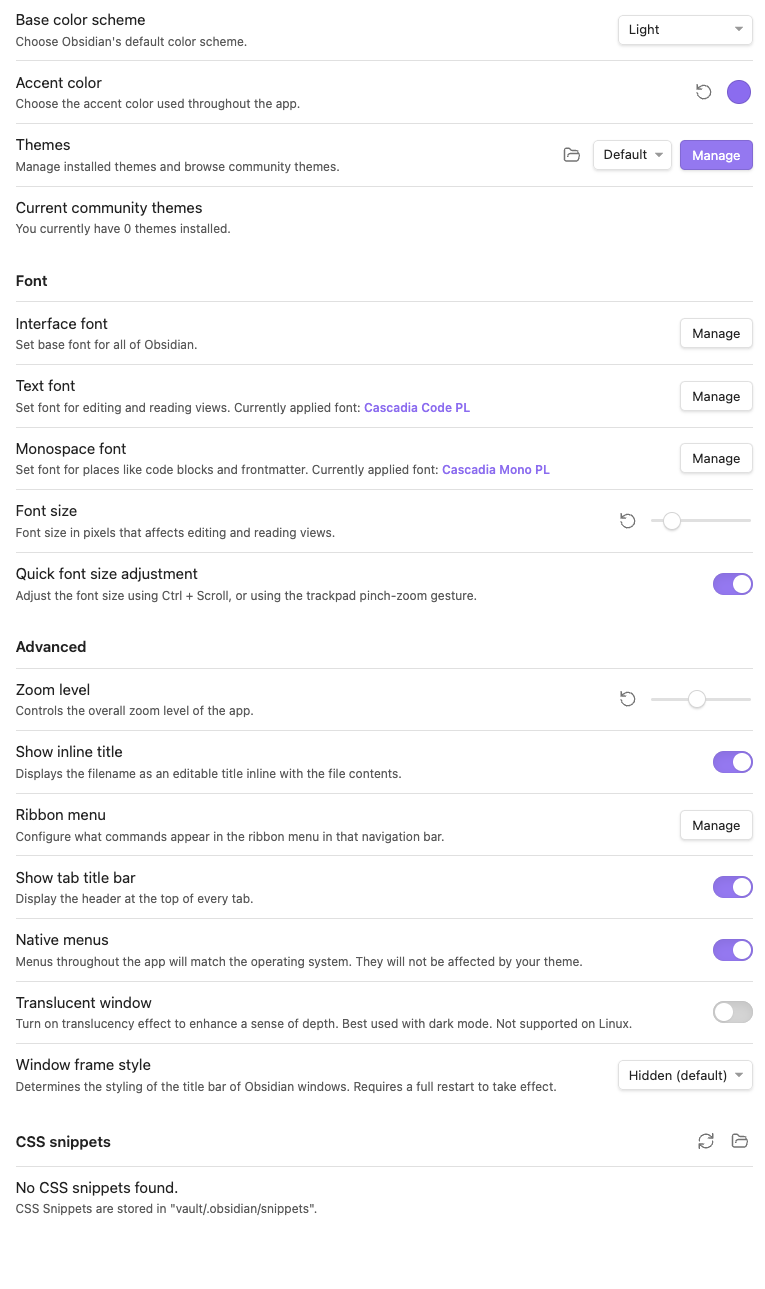 Base color scheme
Choose Obsidian's default color scheme.
Light
Accent color
Choose the accent color used throughout the app.
Themes
Manage installed themes and browse community themes.
Default
Manage
Current community themes
You currently have 0 themes installed.
Font
Interface font
Set base font for all of Obsidian.
Manage
Text font
Set font for editing and reading views. Currently applied font: Cascadia Code PL
Manage
Monospace font
Set font for places like code blocks and frontmatter. Currently applied font: Cascadia Mono PL
Manage
Font size
Font size in pixels that affects editing and reading views.
Quick font size adjustment
Adjust the font size using Ctrl + Scroll, or using the trackpad pinch-zoom gesture.
Advanced
Zoom level
Controls the overall zoom level of the app.
Show inline title
Displays the filename as an editable title inline with the file contents.
Ribbon menu
Configure what commands appear in the ribbon menu in that navigation bar.
Manage
Show tab title bar
Display the header at the top of every tab.
Native menus
Menus throughout the app will match the operating system. They will not be affected by your theme.
Translucent window
Turn on translucency effect to enhance a sense of depth. Best used with dark mode. Not supported on Linux.
Window frame style
Determines the styling of the title bar of Obsidian windows. Requires a full restart to take effect.
Hidden (default)
CSS snippets
No CSS snippets found.
CSS Snippets are stored in "vault/.obsidian/snippets".